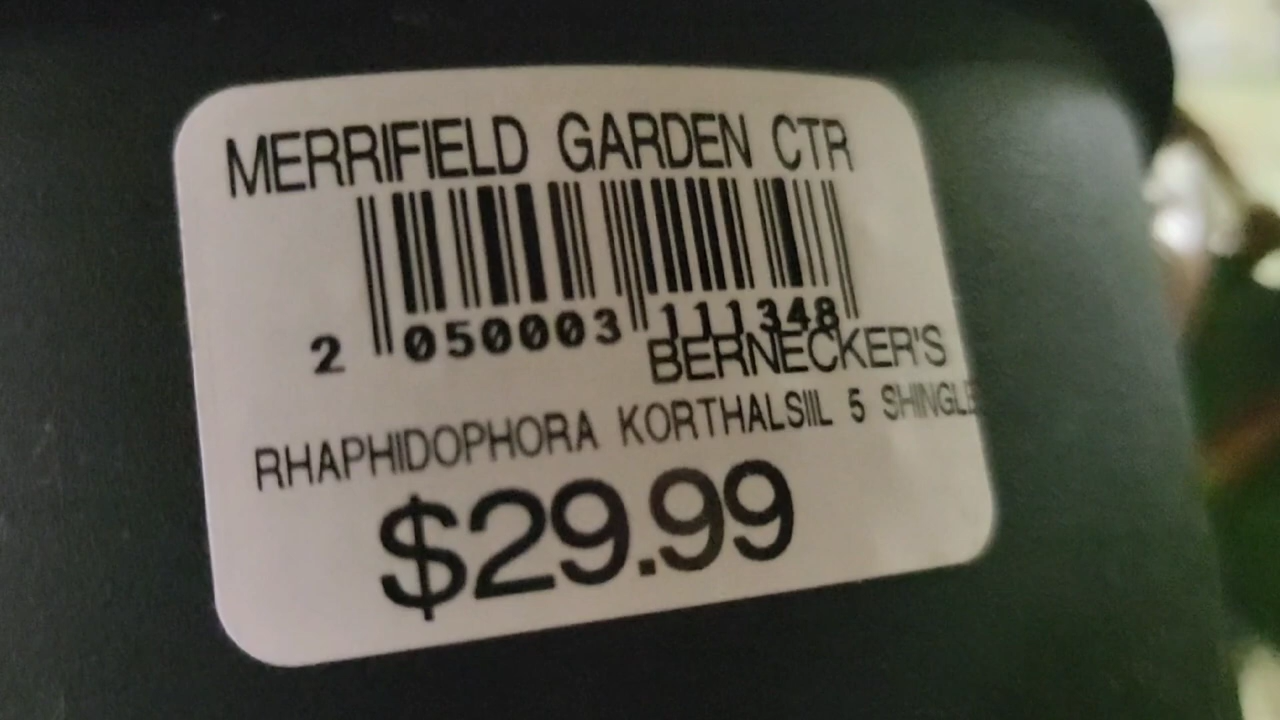 MERRIFIELD GARDEN CTR
2 050003 111348
BERNECKER'S
RHAPHIDOPHORA KORTHALSIIL 5 SHINGLE
$29.99